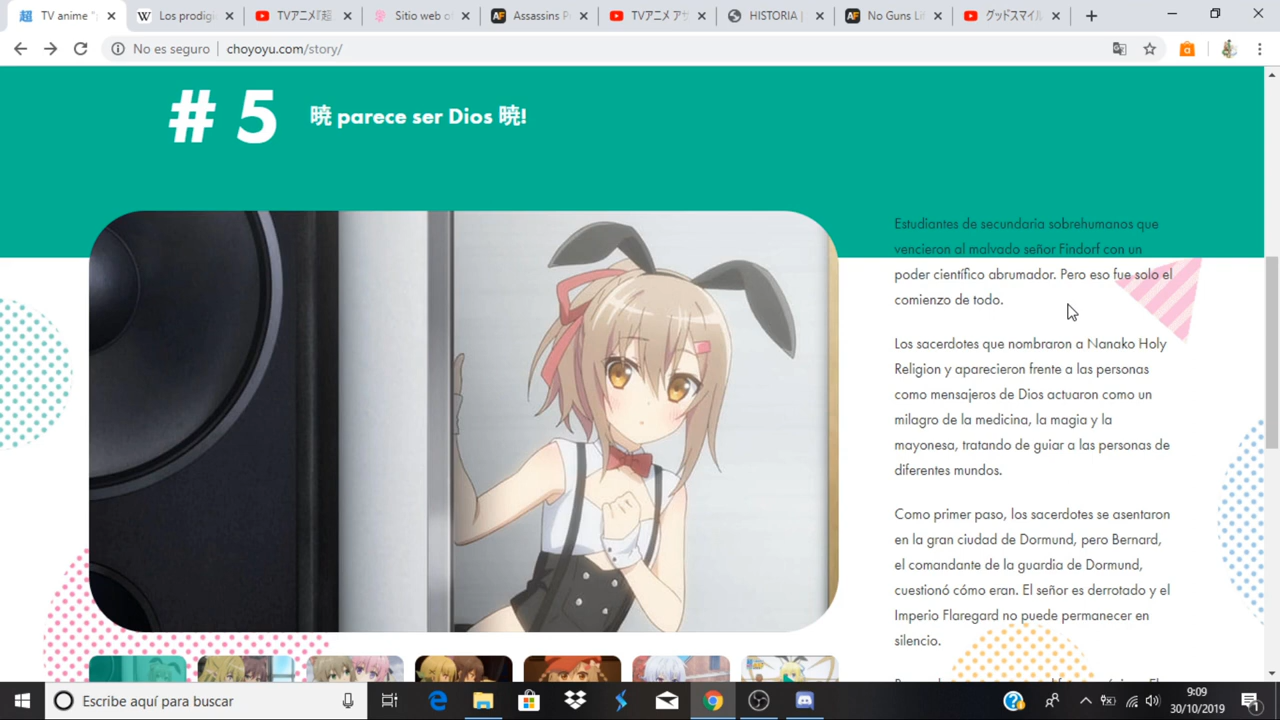 TV anime "
Los prodigi
TVアニメ『超
Sitio web o
Assassins P
TVアニメ ア
HISTORIA |
No Guns Li
グッドスマイル
No es seguro | choyoyu.com/story/
# 5 暁 parece ser Dios 暁!
Estudiantes de secundaria sobrehumanos que
vencieron al malvado señor Findorf con un
poder científico abrumador. Pero eso fue solo el
comienzo de todo.
Los sacerdotes que nombraron a Nanako Holy
Religion y aparecieron frente a las personas
como mensajeros de Dios actuaron como un
milagro de la medicina, la magia y la
mayonesa, tratando de guiar a las personas de
diferentes mundos.
Como primer paso, los sacerdotes se asentaron
en la gran ciudad de Dormund, pero Bernard,
el comandante de la guardia de Dormund,
cuestionó cómo eran. El señor es derrotado y el
Imperio Flaregard no puede permanecer en
silencio.
Escribe aquí para buscar
9:09
30/10/2019